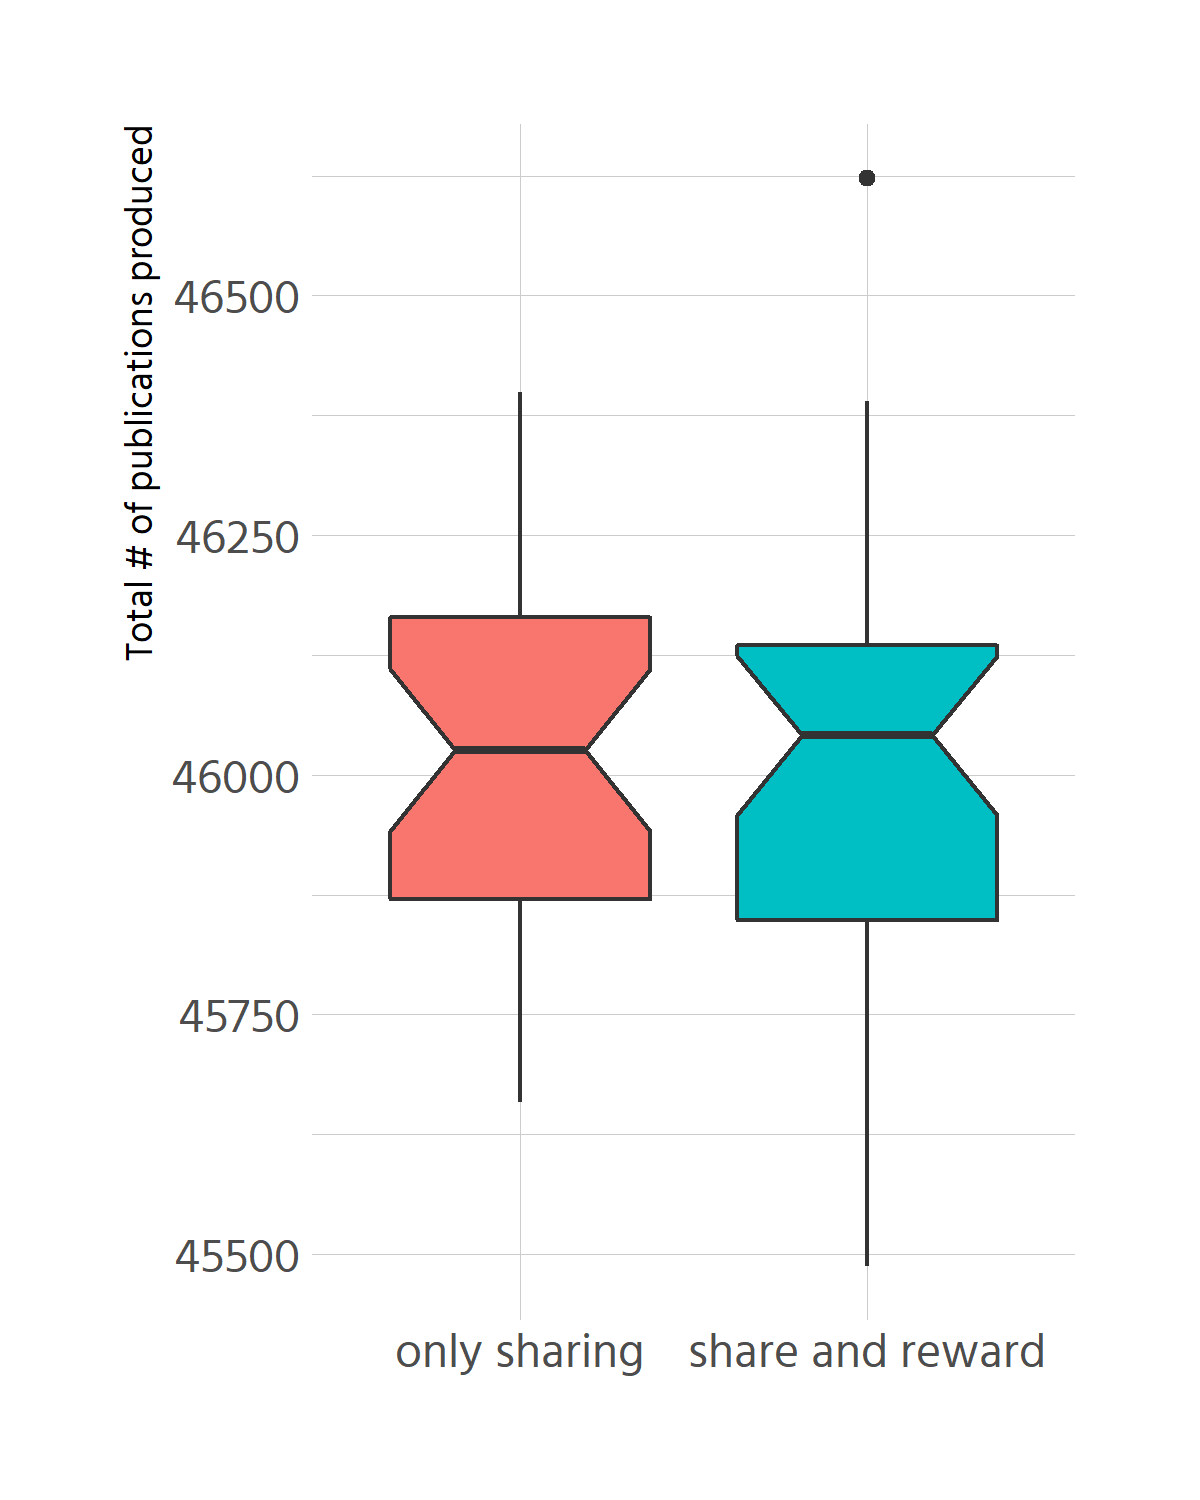 Total # of publications produced
46500
46250
46000
45750
45500
only sharing
share and reward